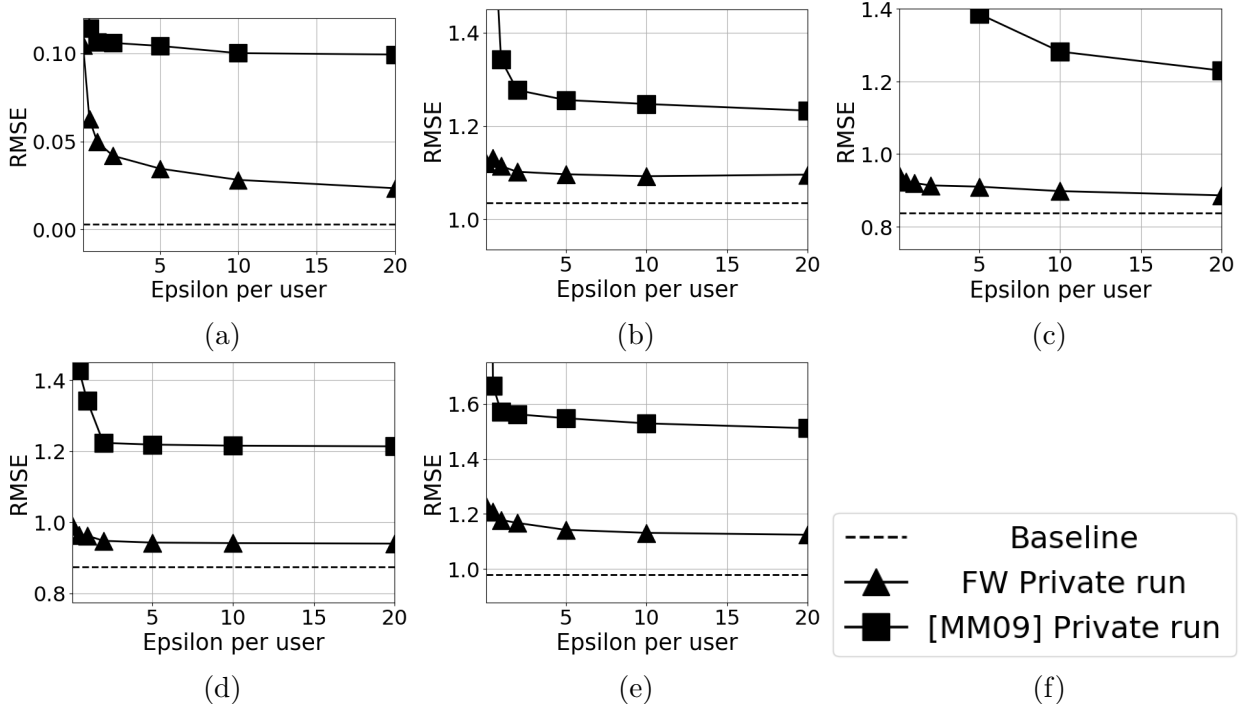 0.10
0.05
0.00
RMSE
5
10
15
20
Epsilon per user
(a)
1.4
1.2
1.0
RMSE
5
10
15
20
Epsilon per user
(b)
1.4
1.2
1.0
0.8
RMSE
5
10
15
20
Epsilon per user
(c)
1.4
1.2
1.0
0.8
RMSE
5
10
15
20
Epsilon per user
(d)
1.6
1.4
1.2
1.0
RMSE
5
10
15
20
Epsilon per user
(e)
Baseline
FW Private run
[MM09] Private run
(f)